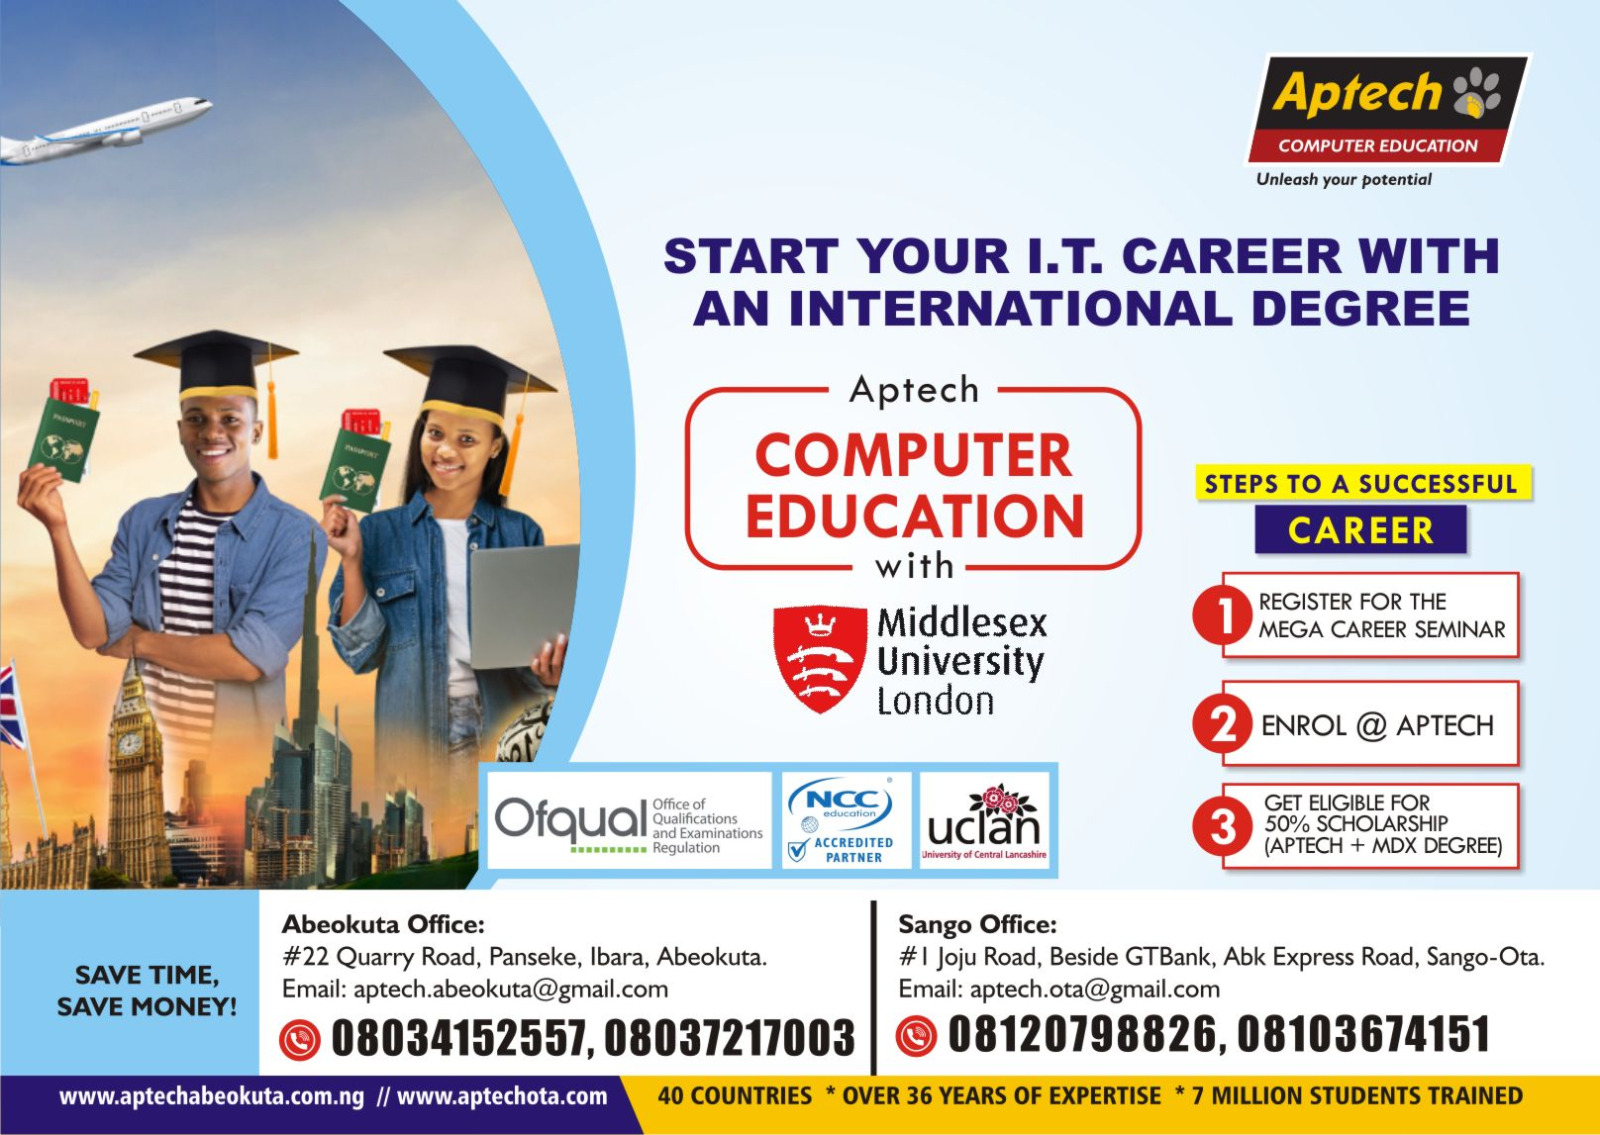 Aptech
COMPUTER EDUCATION
Unleash your potential
START YOUR I.T. CAREER WITH
AN INTERNATIONAL DEGREE
PASSPORT
PASSPORT
Aptech
COMPUTER
EDUCATION
with
Middlesex
University
London
STEPS TO A SUCCESSFUL
CAREER
1
REGISTER FOR THE
MEGA CAREER SEMINAR
2
ENROL @ APTECH
3
GET ELIGIBLE FOR
50% SCHOLARSHIP
(APTECH + MDX DEGREE)
Ofqual
Office of
Qualifications
and Examinations
Regulation
NCC
education
®
ACCREDITED
PARTNER
uclan
University of Central Lancashire
SAVE TIME,
SAVE MONEY!
Abeokuta Office:
#22 Quarry Road, Panseke, Ibara, Abeokuta.
Email: aptech.abeokuta@gmail.com
08034152557, 08037217003
Sango Office:
#1 Joju Road, Beside GTBank, Abk Express Road, Sango-Ota.
Email: aptech.ota@gmail.com
08120798826, 08103674151
www.aptechabeokuta.com.ng // www.aptechota.com
40 COUNTRIES * OVER 36 YEARS OF EXPERTISE * 7 MILLION STUDENTS TRAINED